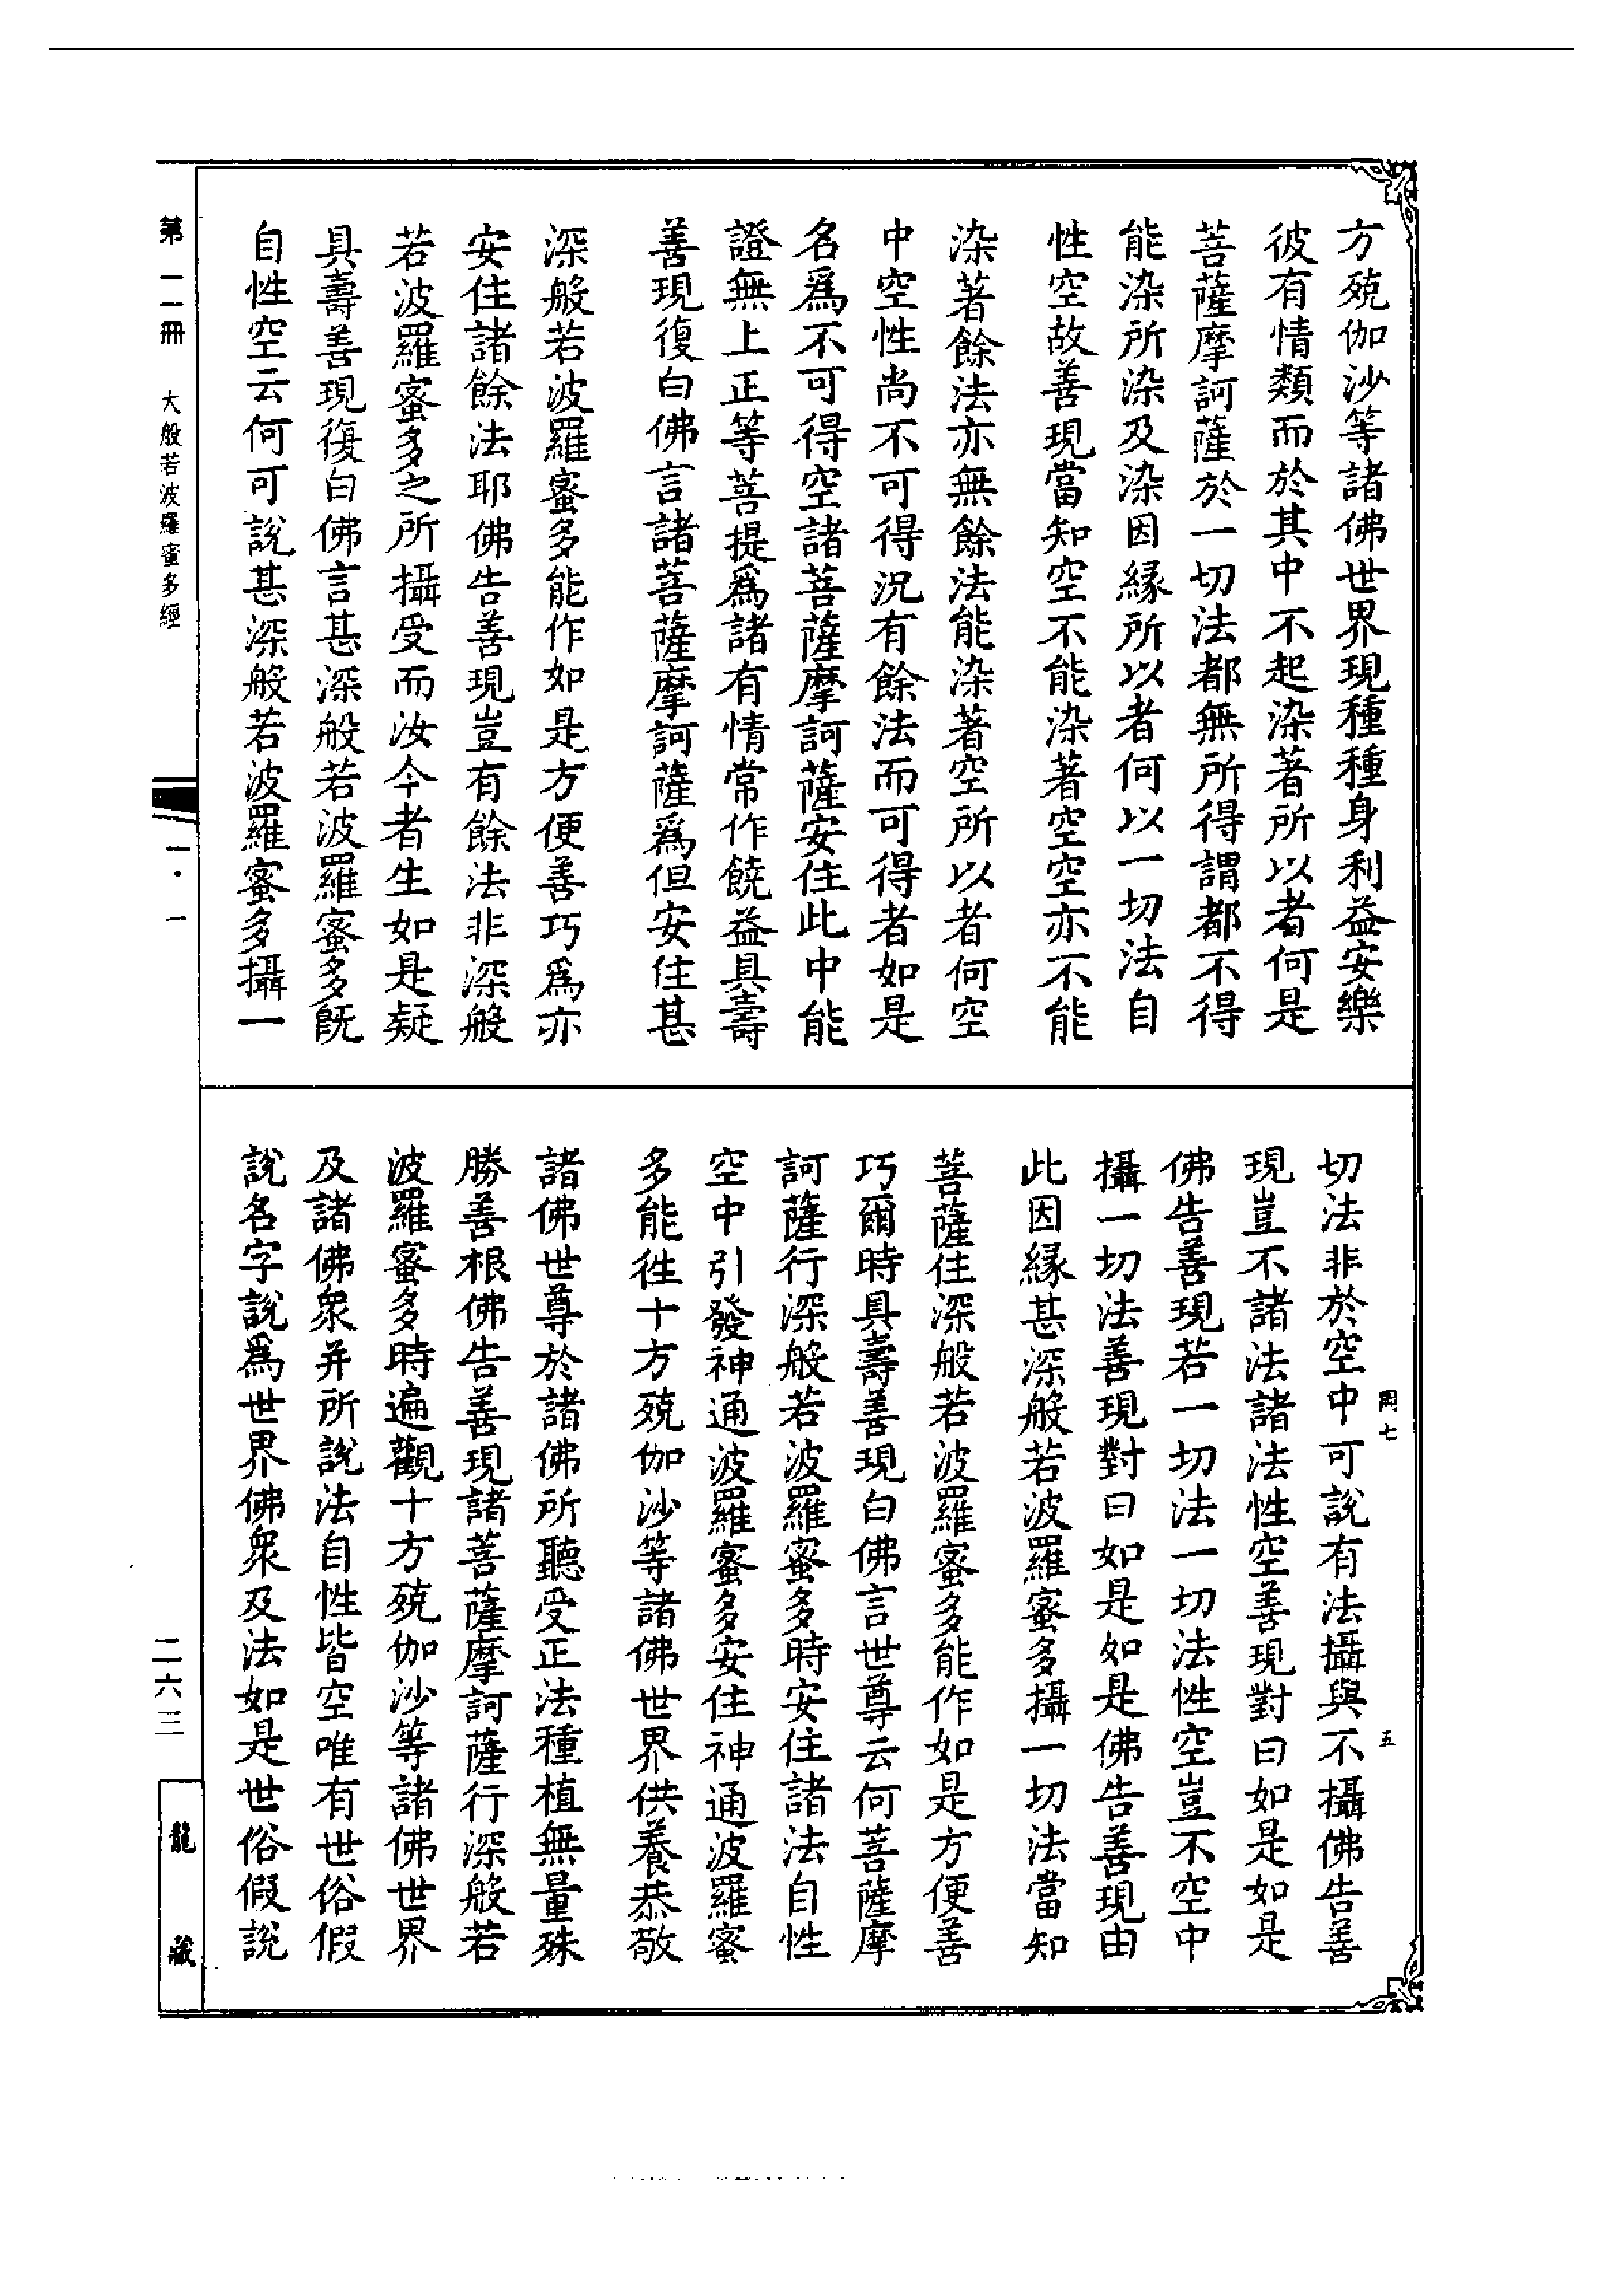 方殑伽沙等諸佛世界現種種身利益安樂
彼有情類而於其中不起染著所以者何是
菩薩摩訶薩於一切法都無所得謂都不得
能染所染及染因緣所以者何以一切法自
性空故善現當知空不能染著空空亦不能
染著餘法亦無餘法能染著空所以者何空
中空性尚不可得況有餘法而可得者如是
名爲不可得空諸菩薩摩訶薩安住此中能
證無上正等菩提爲諸有情常作饒益具壽
善現復白佛言諸菩薩摩訶薩爲但安住甚
深般若波羅蜜多能作如是方便善巧爲亦
安住諸餘法耶佛告善現豈有餘法非深般
若波羅蜜多之所攝受而汝今者生如是疑
具壽善現復白佛言甚深般若波羅蜜多旣
自性空云何可說甚深般若波羅蜜多攝一
切法非於空中可說有法攝與不攝佛告善
現豈不諸法諸法性空善現對曰如是如是
佛告善現若一切法一切法性空豈不空中
攝一切法善現對曰如是如是佛告善現由
此因緣甚深般若波羅蜜多攝一切法當知
菩薩住深般若波羅蜜多能作如是方便善
巧爾時具壽善現白佛言世尊云何菩薩摩
訶薩行深般若波羅蜜多時安住諸法自性
空中引發神通波羅蜜多安住神通波羅蜜
多能徃十方殑伽沙等諸佛世界供養恭敬
諸佛世尊於諸佛所聽受正法種植無量殊
勝善根佛告善現諸菩薩摩訶薩行深般若
波羅蜜多時遍觀十方殑伽沙等諸佛世界
及諸佛衆并所說法自性皆空唯有世俗假
說名字說爲世界佛衆及法如是世俗假說
七
五
第一一冊
大般若波羅蜜多經
一·一
二六三
龍藏